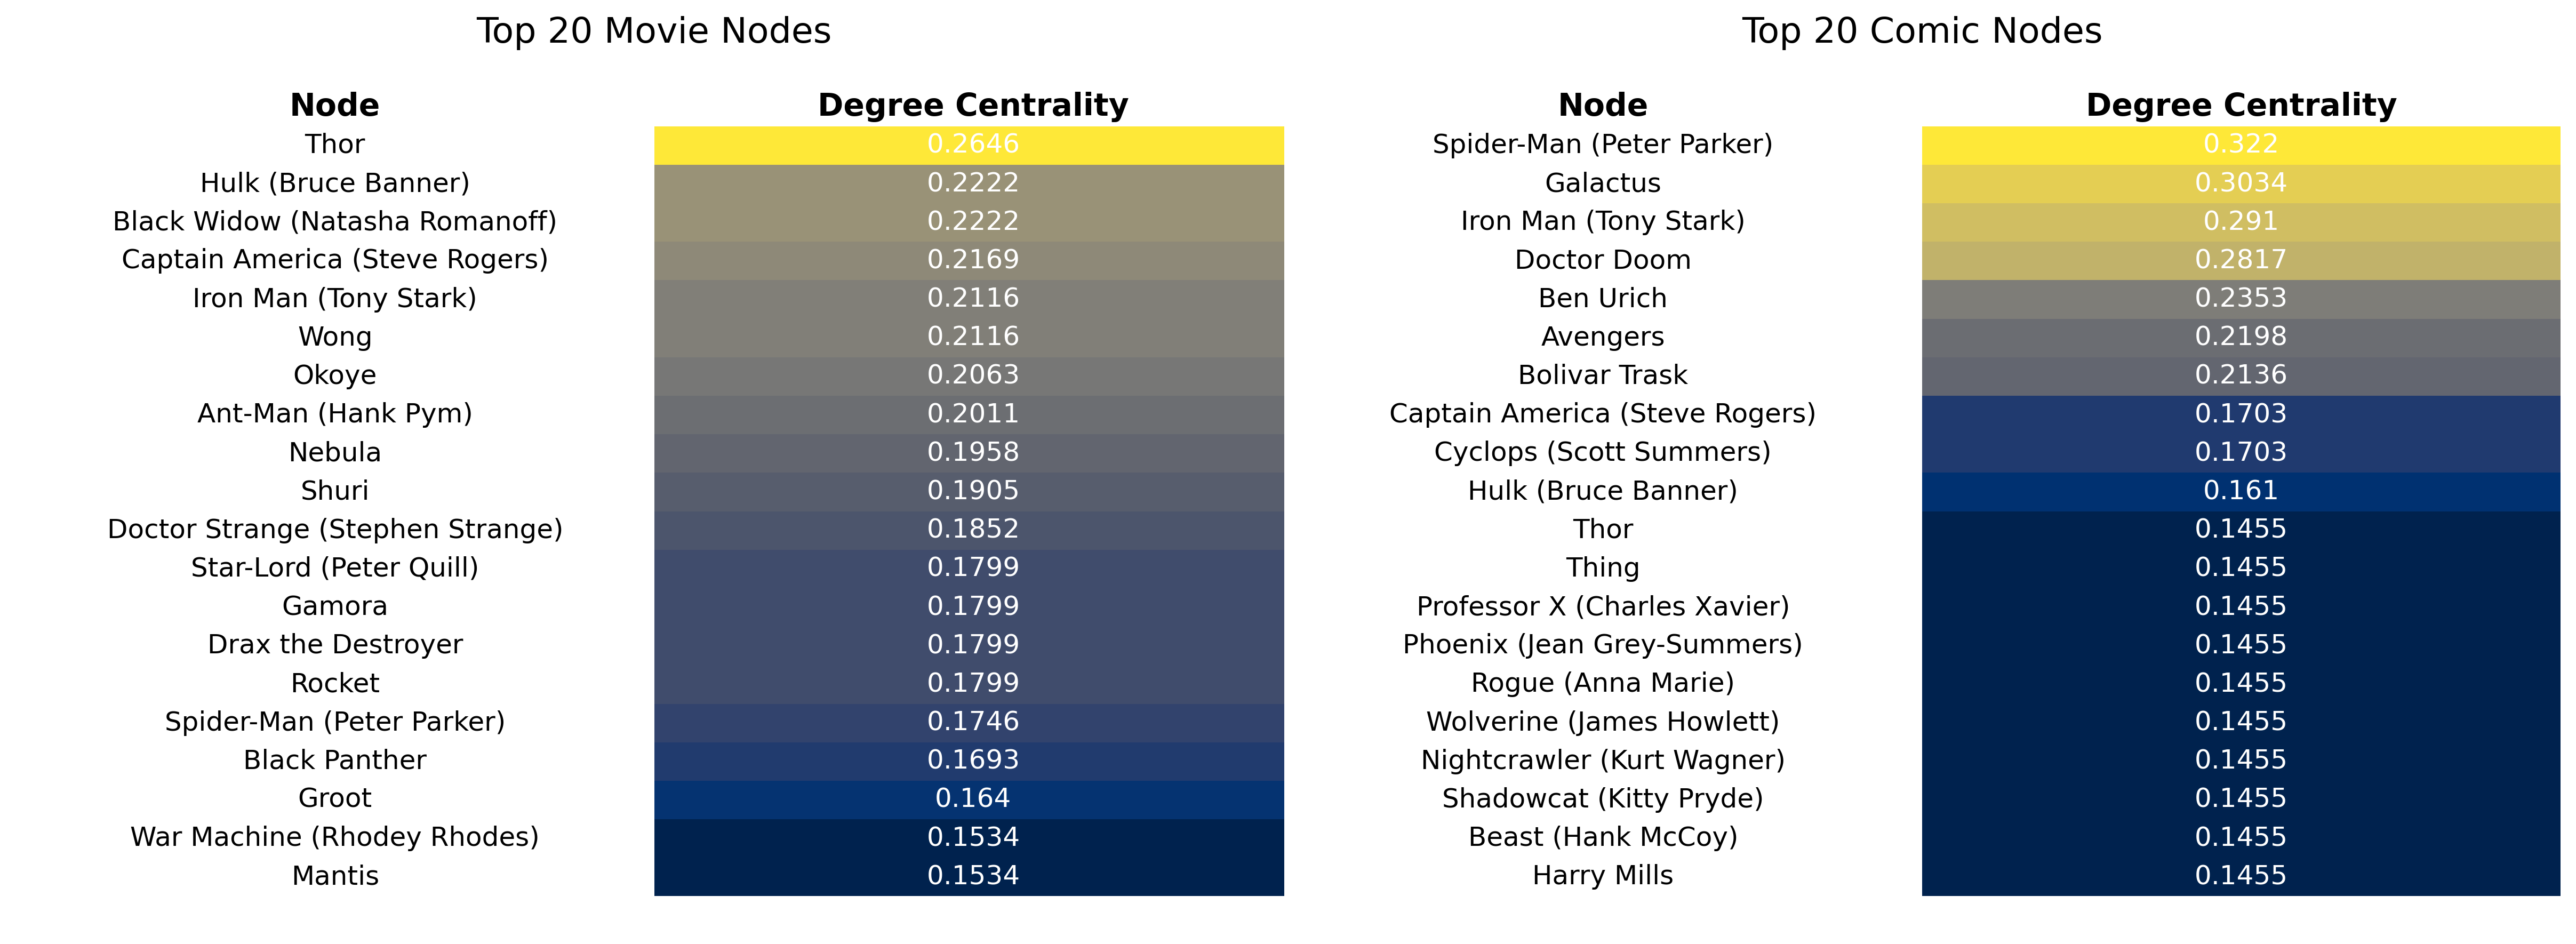 Top 20 Movie Nodes
Node Degree Centrality
Thor 0.2646
Hulk (Bruce Banner) 0.2222
Black Widow (Natasha Romanoff) 0.2222
Captain America (Steve Rogers) 0.2169
Iron Man (Tony Stark) 0.2116
Wong 0.2116
Okoye 0.2063
Ant-Man (Hank Pym) 0.2011
Nebula 0.1958
Shuri 0.1905
Doctor Strange (Stephen Strange) 0.1852
Star-Lord (Peter Quill) 0.1799
Gamora 0.1799
Drax the Destroyer 0.1799
Rocket 0.1799
Spider-Man (Peter Parker) 0.1746
Black Panther 0.1693
Groot 0.164
War Machine (Rhodey Rhodes) 0.1534
Mantis 0.1534
Top 20 Comic Nodes
Node Degree Centrality
Spider-Man (Peter Parker) 0.322
Galactus 0.3034
Iron Man (Tony Stark) 0.291
Doctor Doom 0.2817
Ben Urich 0.2353
Avengers 0.2198
Bolivar Trask 0.2136
Captain America (Steve Rogers) 0.1703
Cyclops (Scott Summers) 0.1703
Hulk (Bruce Banner) 0.161
Thor 0.1455
Thing 0.1455
Professor X (Charles Xavier) 0.1455
Phoenix (Jean Grey-Summers) 0.1455
Rogue (Anna Marie) 0.1455
Wolverine (James Howlett) 0.1455
Nightcrawler (Kurt Wagner) 0.1455
Shadowcat (Kitty Pryde) 0.1455
Beast (Hank McCoy) 0.1455
Harry Mills 0.1455